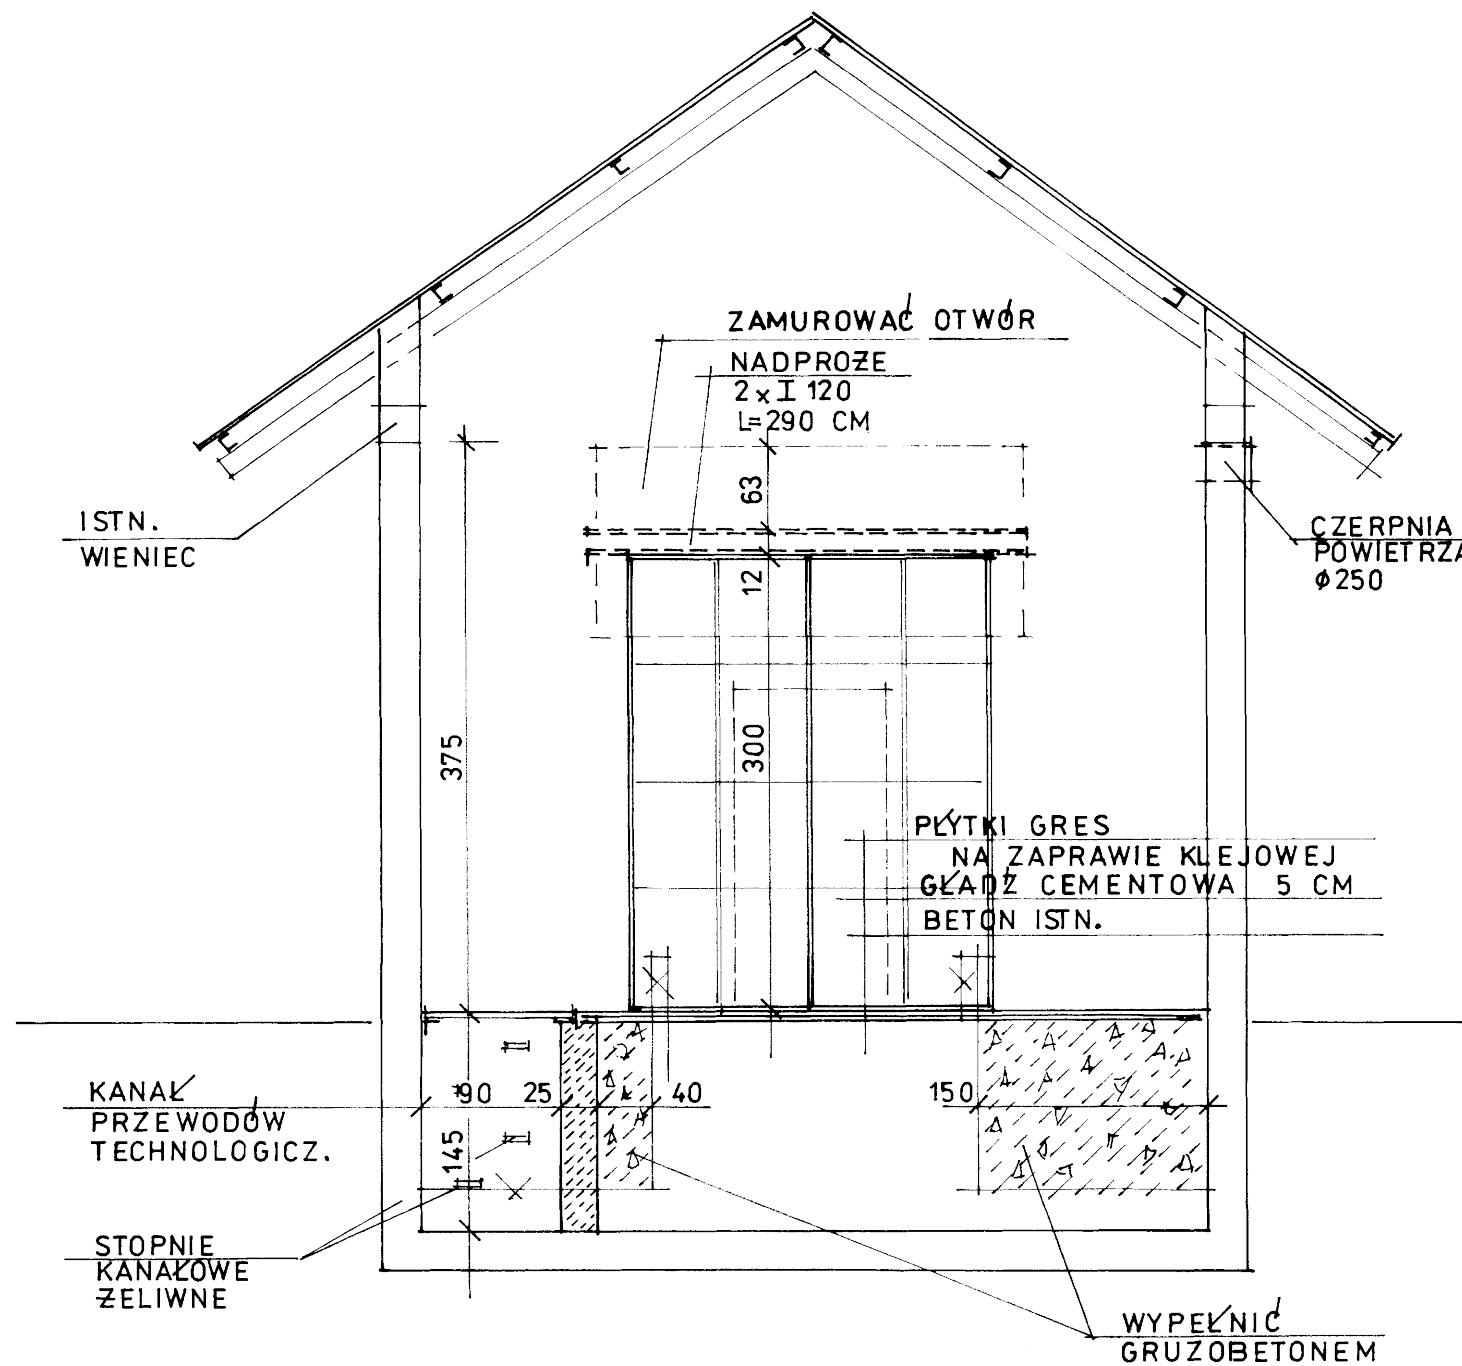 ZAMUROWAĆ OTWÓR
NADPROŻE
2 x I 120
L=290 CM
63
ISTN.
WIENIEC
CZERPNIA
POWIETRZA
ø250
12
375
300
PŁYTKI GRES
NA ZAPRAWIE KLEJOWEJ
GŁADŹ CEMENTOWA 5 CM
BETON ISTN.
KANAŁ
PRZEWODÓW
TECHNOLOGICZ.
90 25 40 150
145
STOPNIE
KANAŁOWE
ŻELIWNE
WYPEŁNIĆ
GRUZOBETONEM